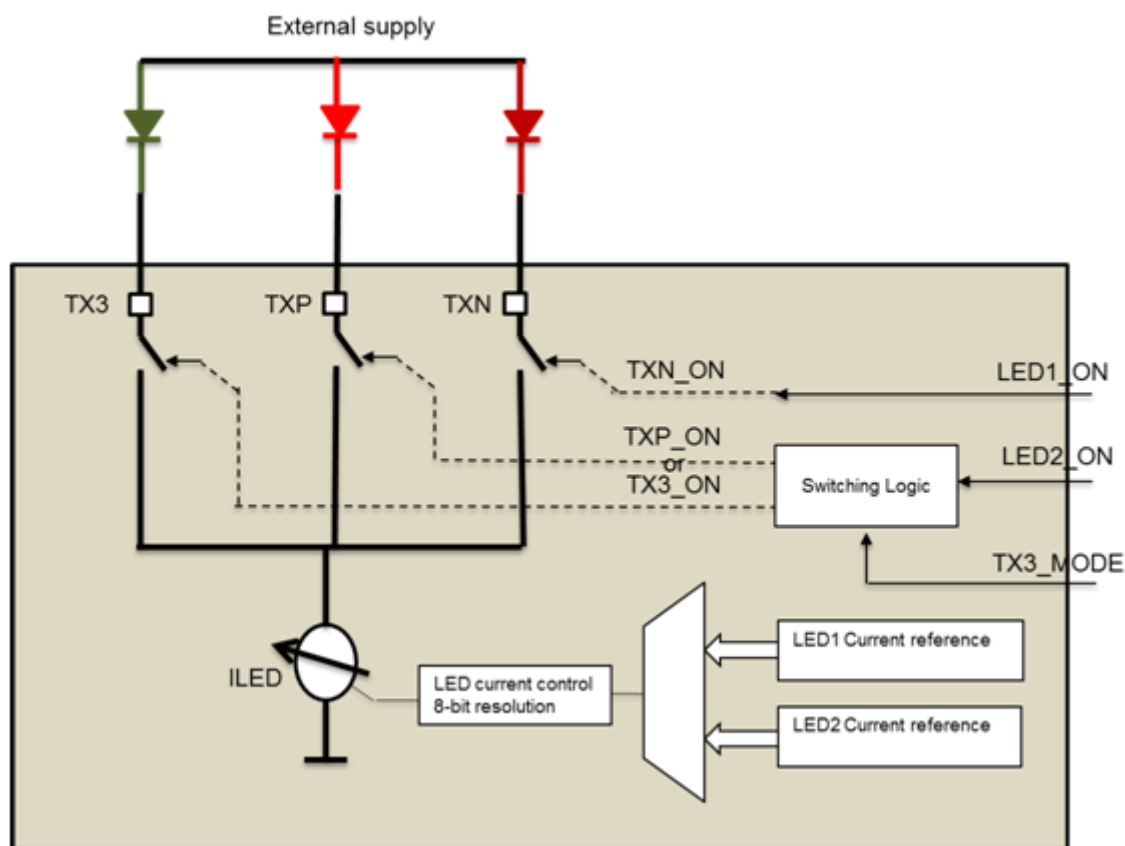 External supply
TX3
TXP
TXN
TXN_ON
LED1_ON
TXP_ON
or
TX3_ON
Switching Logic
LED2_ON
TX3_MODE
ILED
LED current control
8-bit resolution
LED1 Current reference
LED2 Current reference